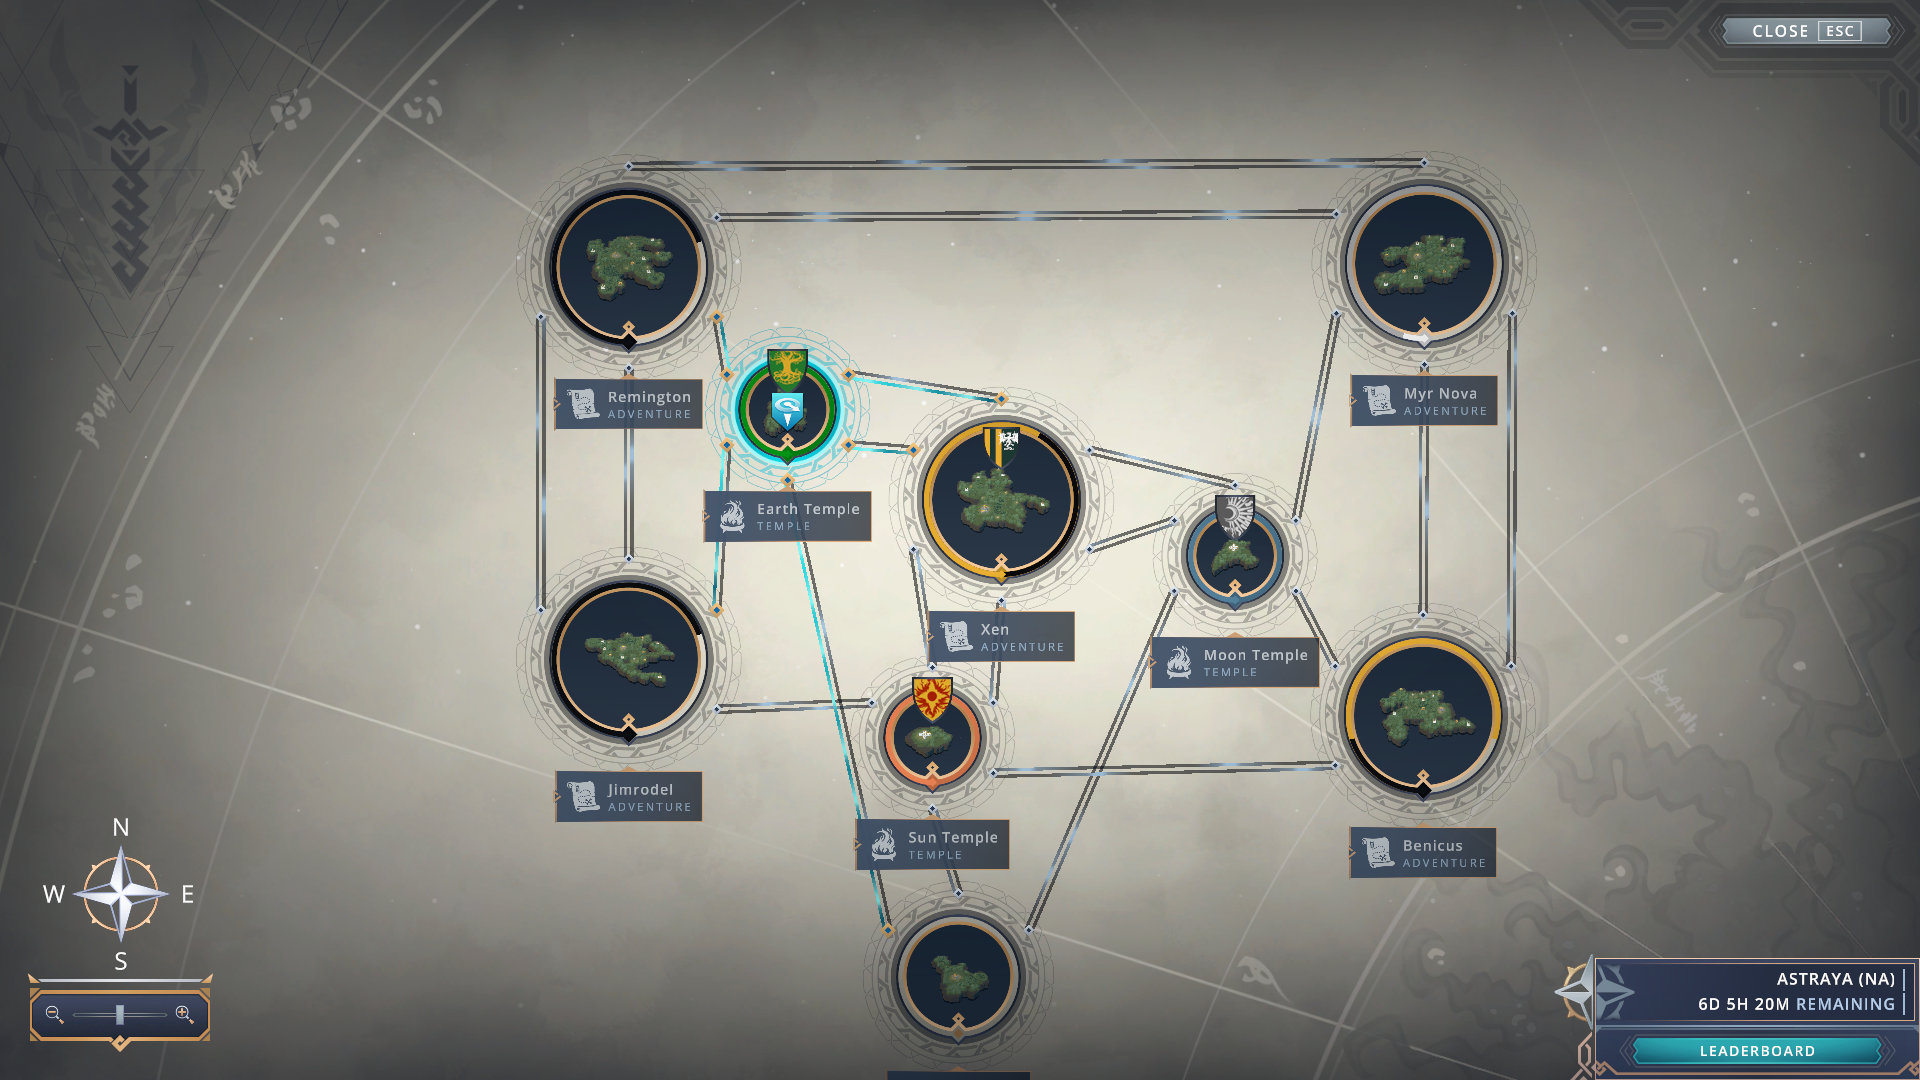 CLOSE ESC
Remington
ADVENTURE
Myr Nova
ADVENTURE
Earth Temple
TEMPLE
Xen
ADVENTURE
Moon Temple
TEMPLE
Jimrodel
ADVENTURE
Sun Temple
TEMPLE
Benicus
ADVENTURE
N
W E
S
ASTRAYA (NA)
6D 5H 20M REMAINING
LEADERBOARD